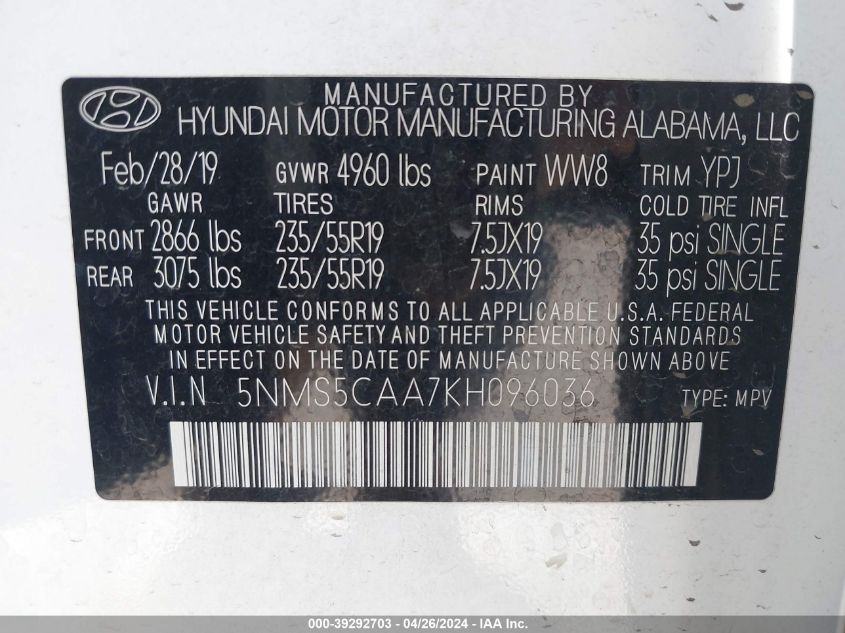 MANUFACTURED BY
HYUNDAI MOTOR MANUFACTURING ALABAMA, LLC
Feb/28/19 GVWR 4960 lbs PAINT WW8 TRIM YPJ
GAWR TIRES RIMS COLD TIRE INFL
FRONT 2866 lbs 235/55R19 7.5JX19 35 psi SINGLE
REAR 3075 lbs 235/55R19 7.5JX19 35 psi SINGLE
THIS VEHICLE CONFORMS TO ALL APPLICABLE U.S.A. FEDERAL
MOTOR VEHICLE SAFETY AND THEFT PREVENTION STANDARDS
IN EFFECT ON THE DATE OF MANUFACTURE SHOWN ABOVE.
V.I.N 5NMS5CAA7KH096036 TYPE: MPV
© COPY - 39292703 - 04/26/2024 - IAA Inc.